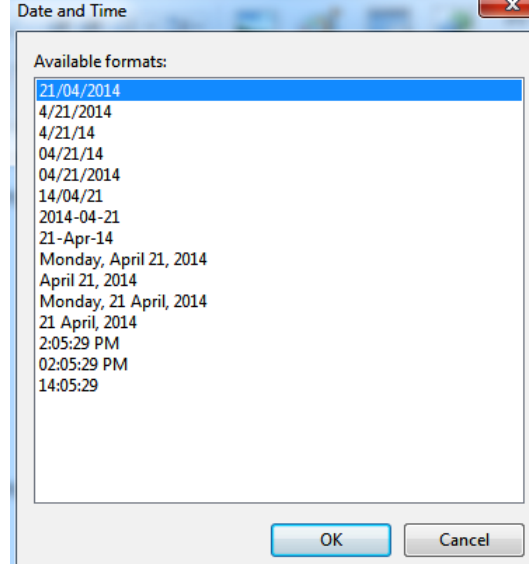 Date and Time
Available formats:
21/04/2014
4/21/2014
4/21/14
04/21/14
04/21/2014
14/04/21
2014-04-21
21-Apr-14
Monday, April 21, 2014
April 21, 2014
Monday, 21 April, 2014
21 April, 2014
2:05:29 PM
02:05:29 PM
14:05:29
OK
Cancel